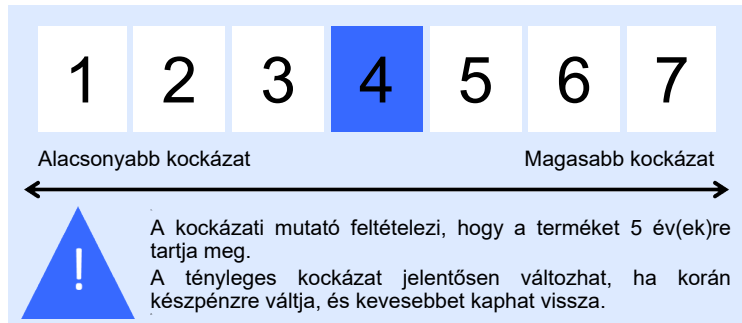 1 2 3 4 5 6 7
Alacsonyabb kockázat Magasabb kockázat
!
A kockázati mutató feltételezi, hogy a terméket 5 év(ek)re
tartja meg.
A tényleges kockázat jelentősen változhat, ha korán
készpénzre váltja, és kevesebbet kaphat vissza.